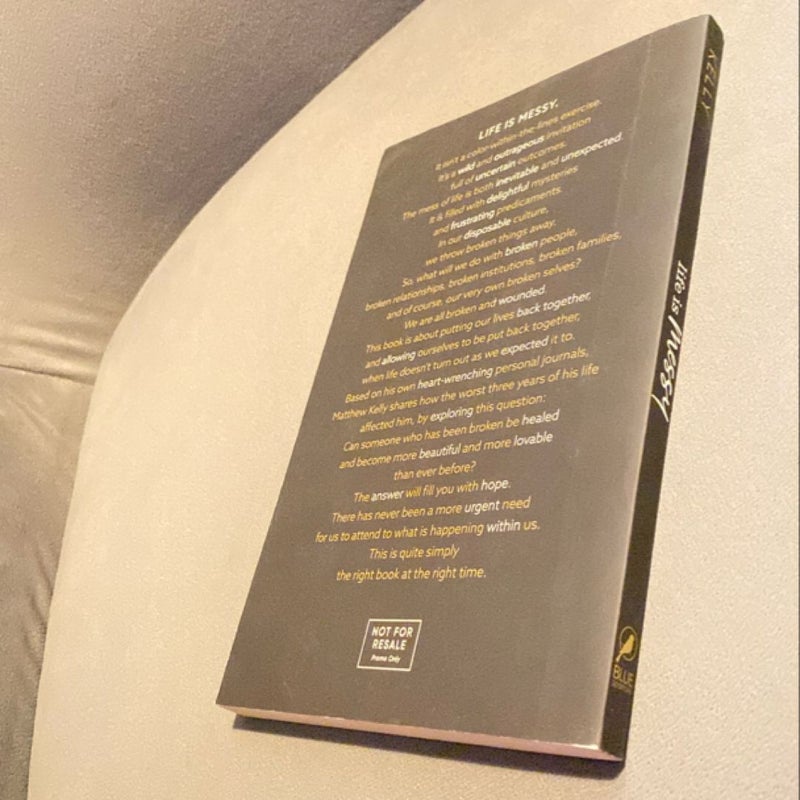 LIFE IS MESSY.
It isn't a color-within-the-lines exercise.
It's a wild and outrageous invitation
full of uncertain outcomes.
The mess of life is both inevitable and unexpected.
It is filled with delightful mysteries
and frustrating predicaments.
In our disposable culture,
we throw broken things away.
So, what will we do with broken people,
broken relationships, broken institutions, broken families,
and of course, our very own broken selves?
We are all broken and wounded.
This book is about putting our lives back together,
and allowing ourselves to be put back together,
when life doesn't turn out as we expected it to.
Based on his own heart-wrenching personal journals,
Matthew Kelly shares how the worst three years of his life
affected him, by exploring this question:
Can someone who has been broken be healed
and become more beautiful and more lovable
than ever before?
The answer will fill you with hope.
There has never been a more urgent need
for us to attend to what is happening within us.
This is quite simply
the right book at the right time.
NOT FOR
RESALE
Promo Only
KELLY
life is messy
BLUE